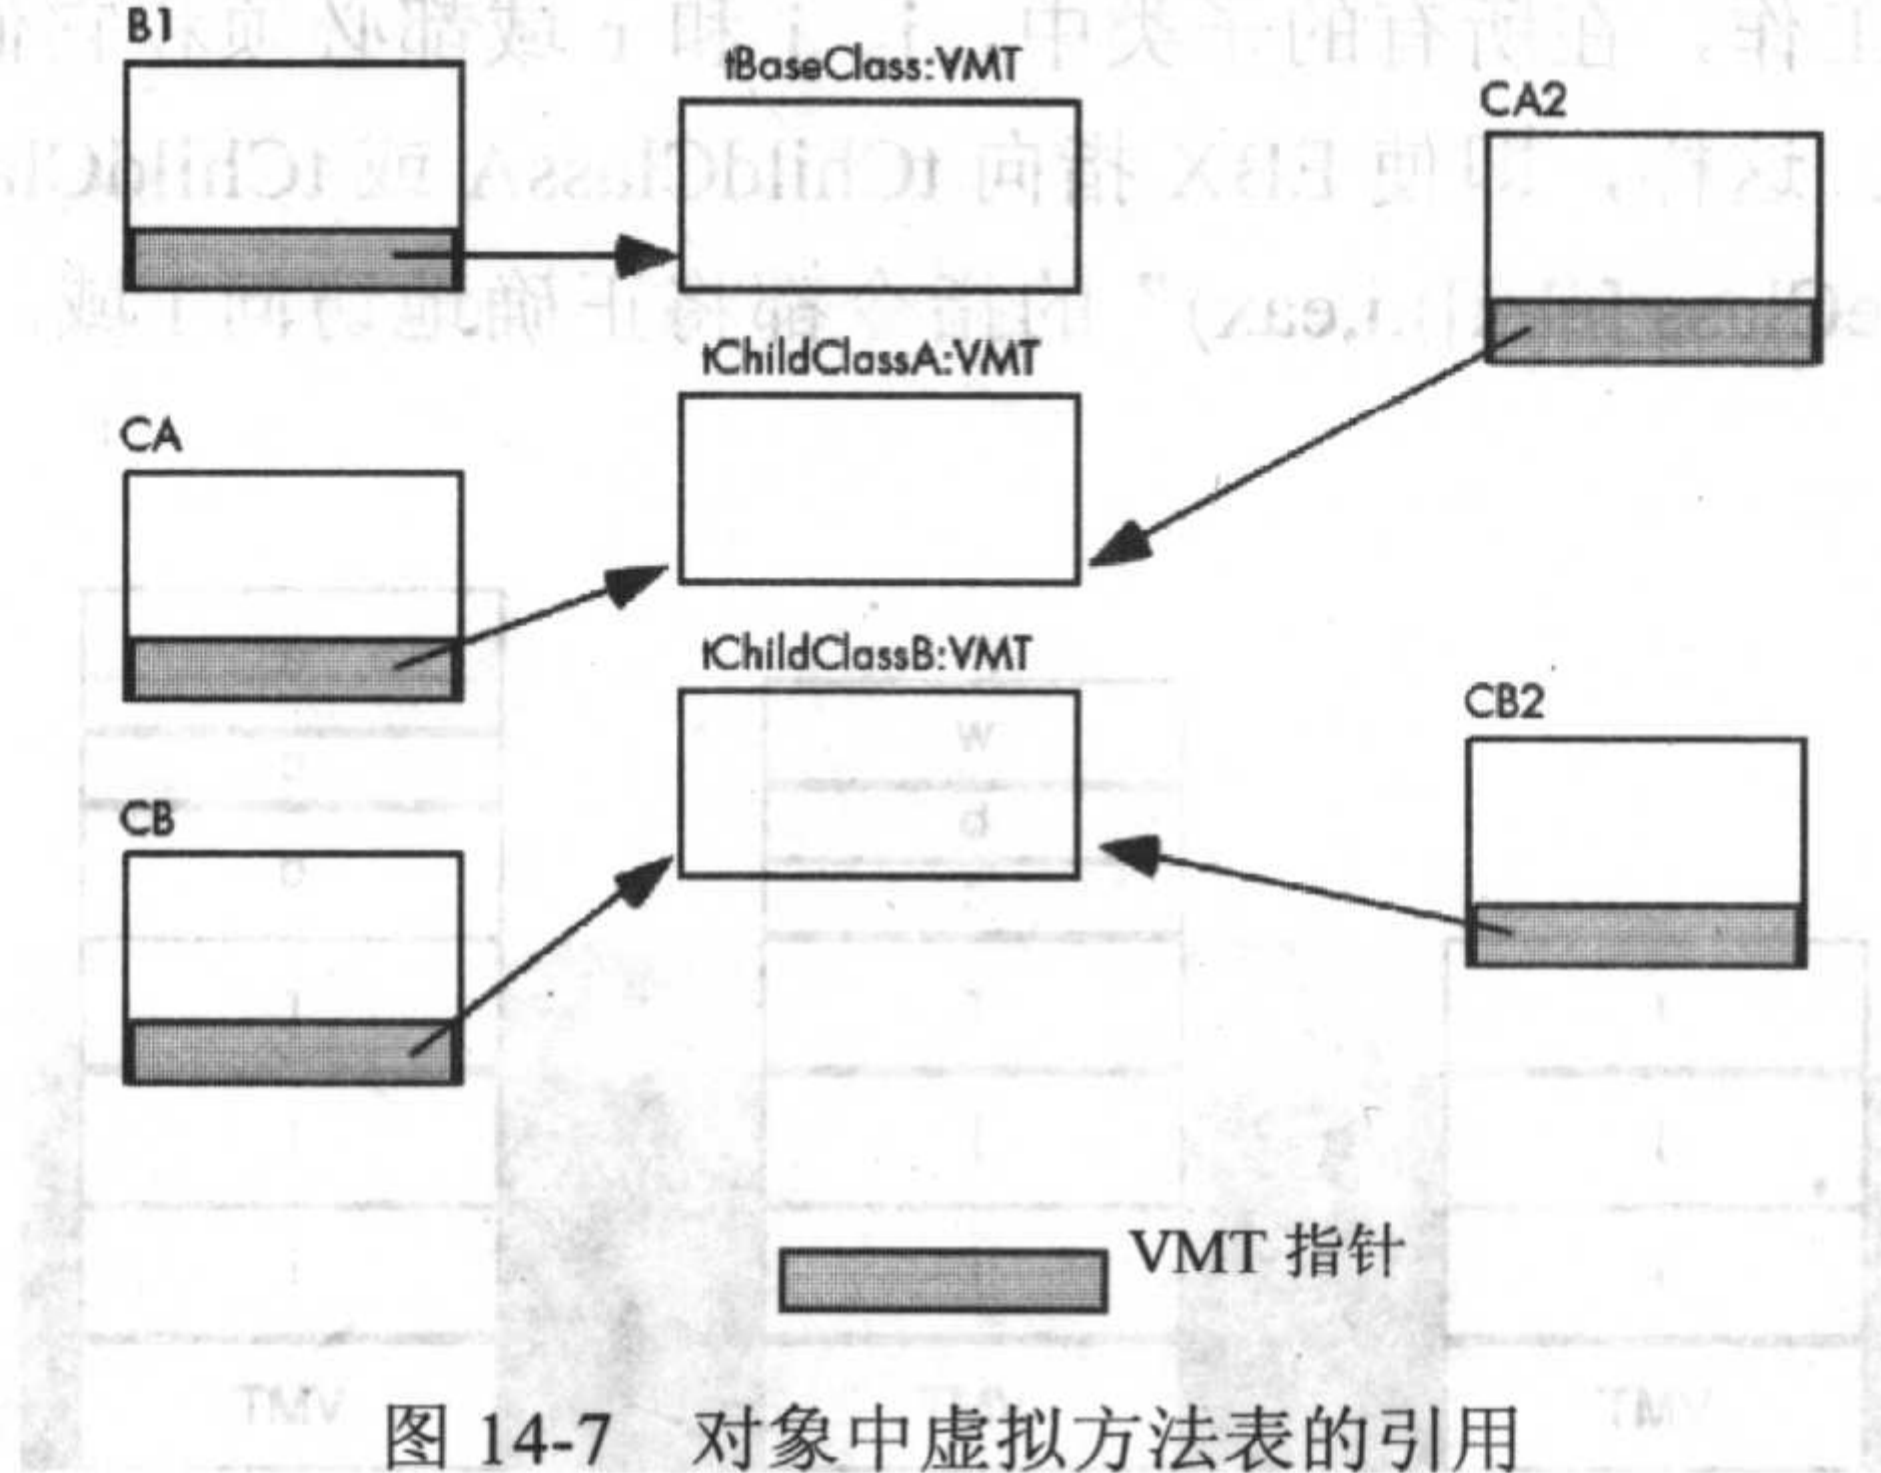 B1
tBaseClass:VMT
CA2
tChildClassA:VMT
CA
tChildClassB:VMT
CB2
CB
VMT 指针
图 14-7 对象中虚拟方法表的引用